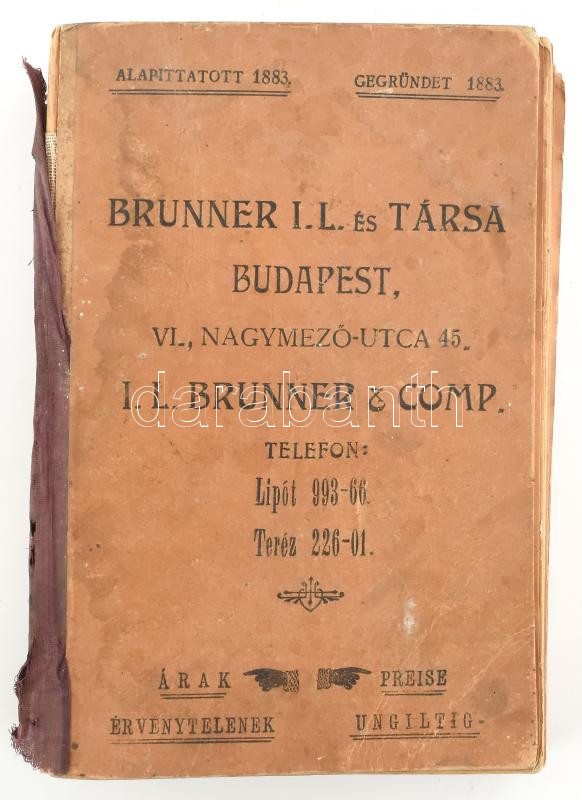 ALAPITTATOTT 1883. GEGRÜNDET 1883.
BRUNNER I.L. ÉS TÁRSA
BUDAPEST,
VI., NAGYMEZŐ-UTCA 45.
I. L. BRUNNER & COMP.
darabanth
TELEFON:
Lipót 993-66.
Teréz 226-01.
ÁRAK PREISE
ÉRVÉNYTELENEK UNGILTIG-